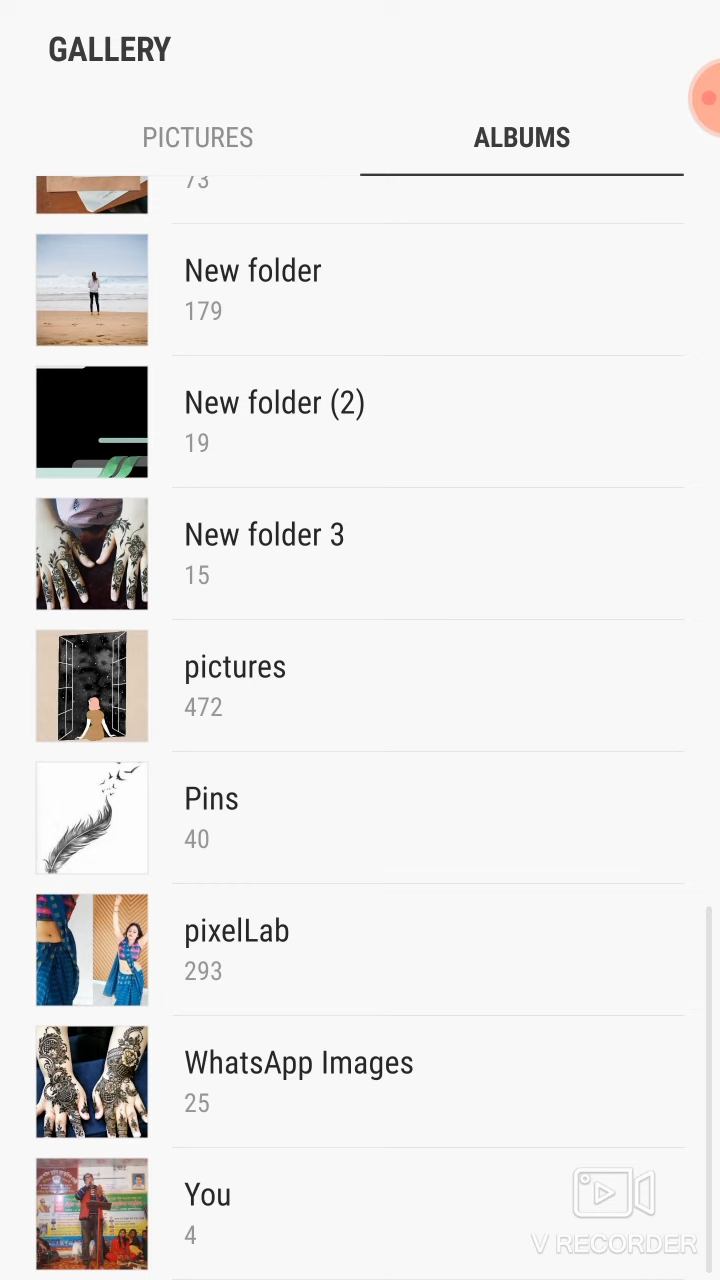 GALLERY
PICTURES
ALBUMS
73
New folder
179
New folder (2)
19
New folder 3
15
pictures
472
Pins
40
pixelLab
293
WhatsApp Images
25
You
4
V RECORDER